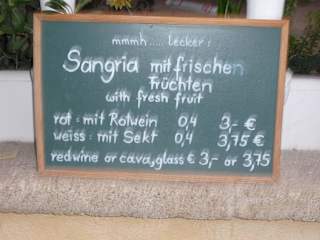 mmmh.... lecker:
Sangria mit frischen
Früchten
with fresh fruit
rot = mit Rotwein 0,4 3,- €
weiss = mit Sekt 0,4 3,75 €
redwine or cava, glass € 3,- or 3,75